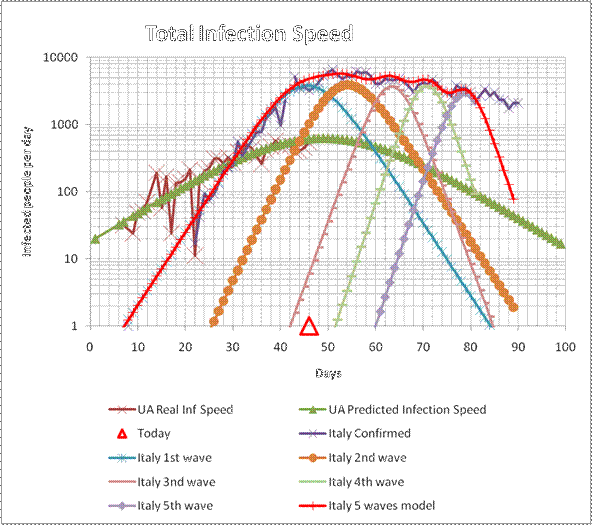 Total Infection Speed
10000
1000
100
10
1
Infected people per day
0 10 20 30 40 50 60 70 80 90 100
Days
UA Real Inf Speed UA Predicted Infection Speed
Today Italy Confirmed
Italy 1st wave Italy 2nd wave
Italy 3nd wave Italy 4th wave
Italy 5th wave Italy 5 waves model